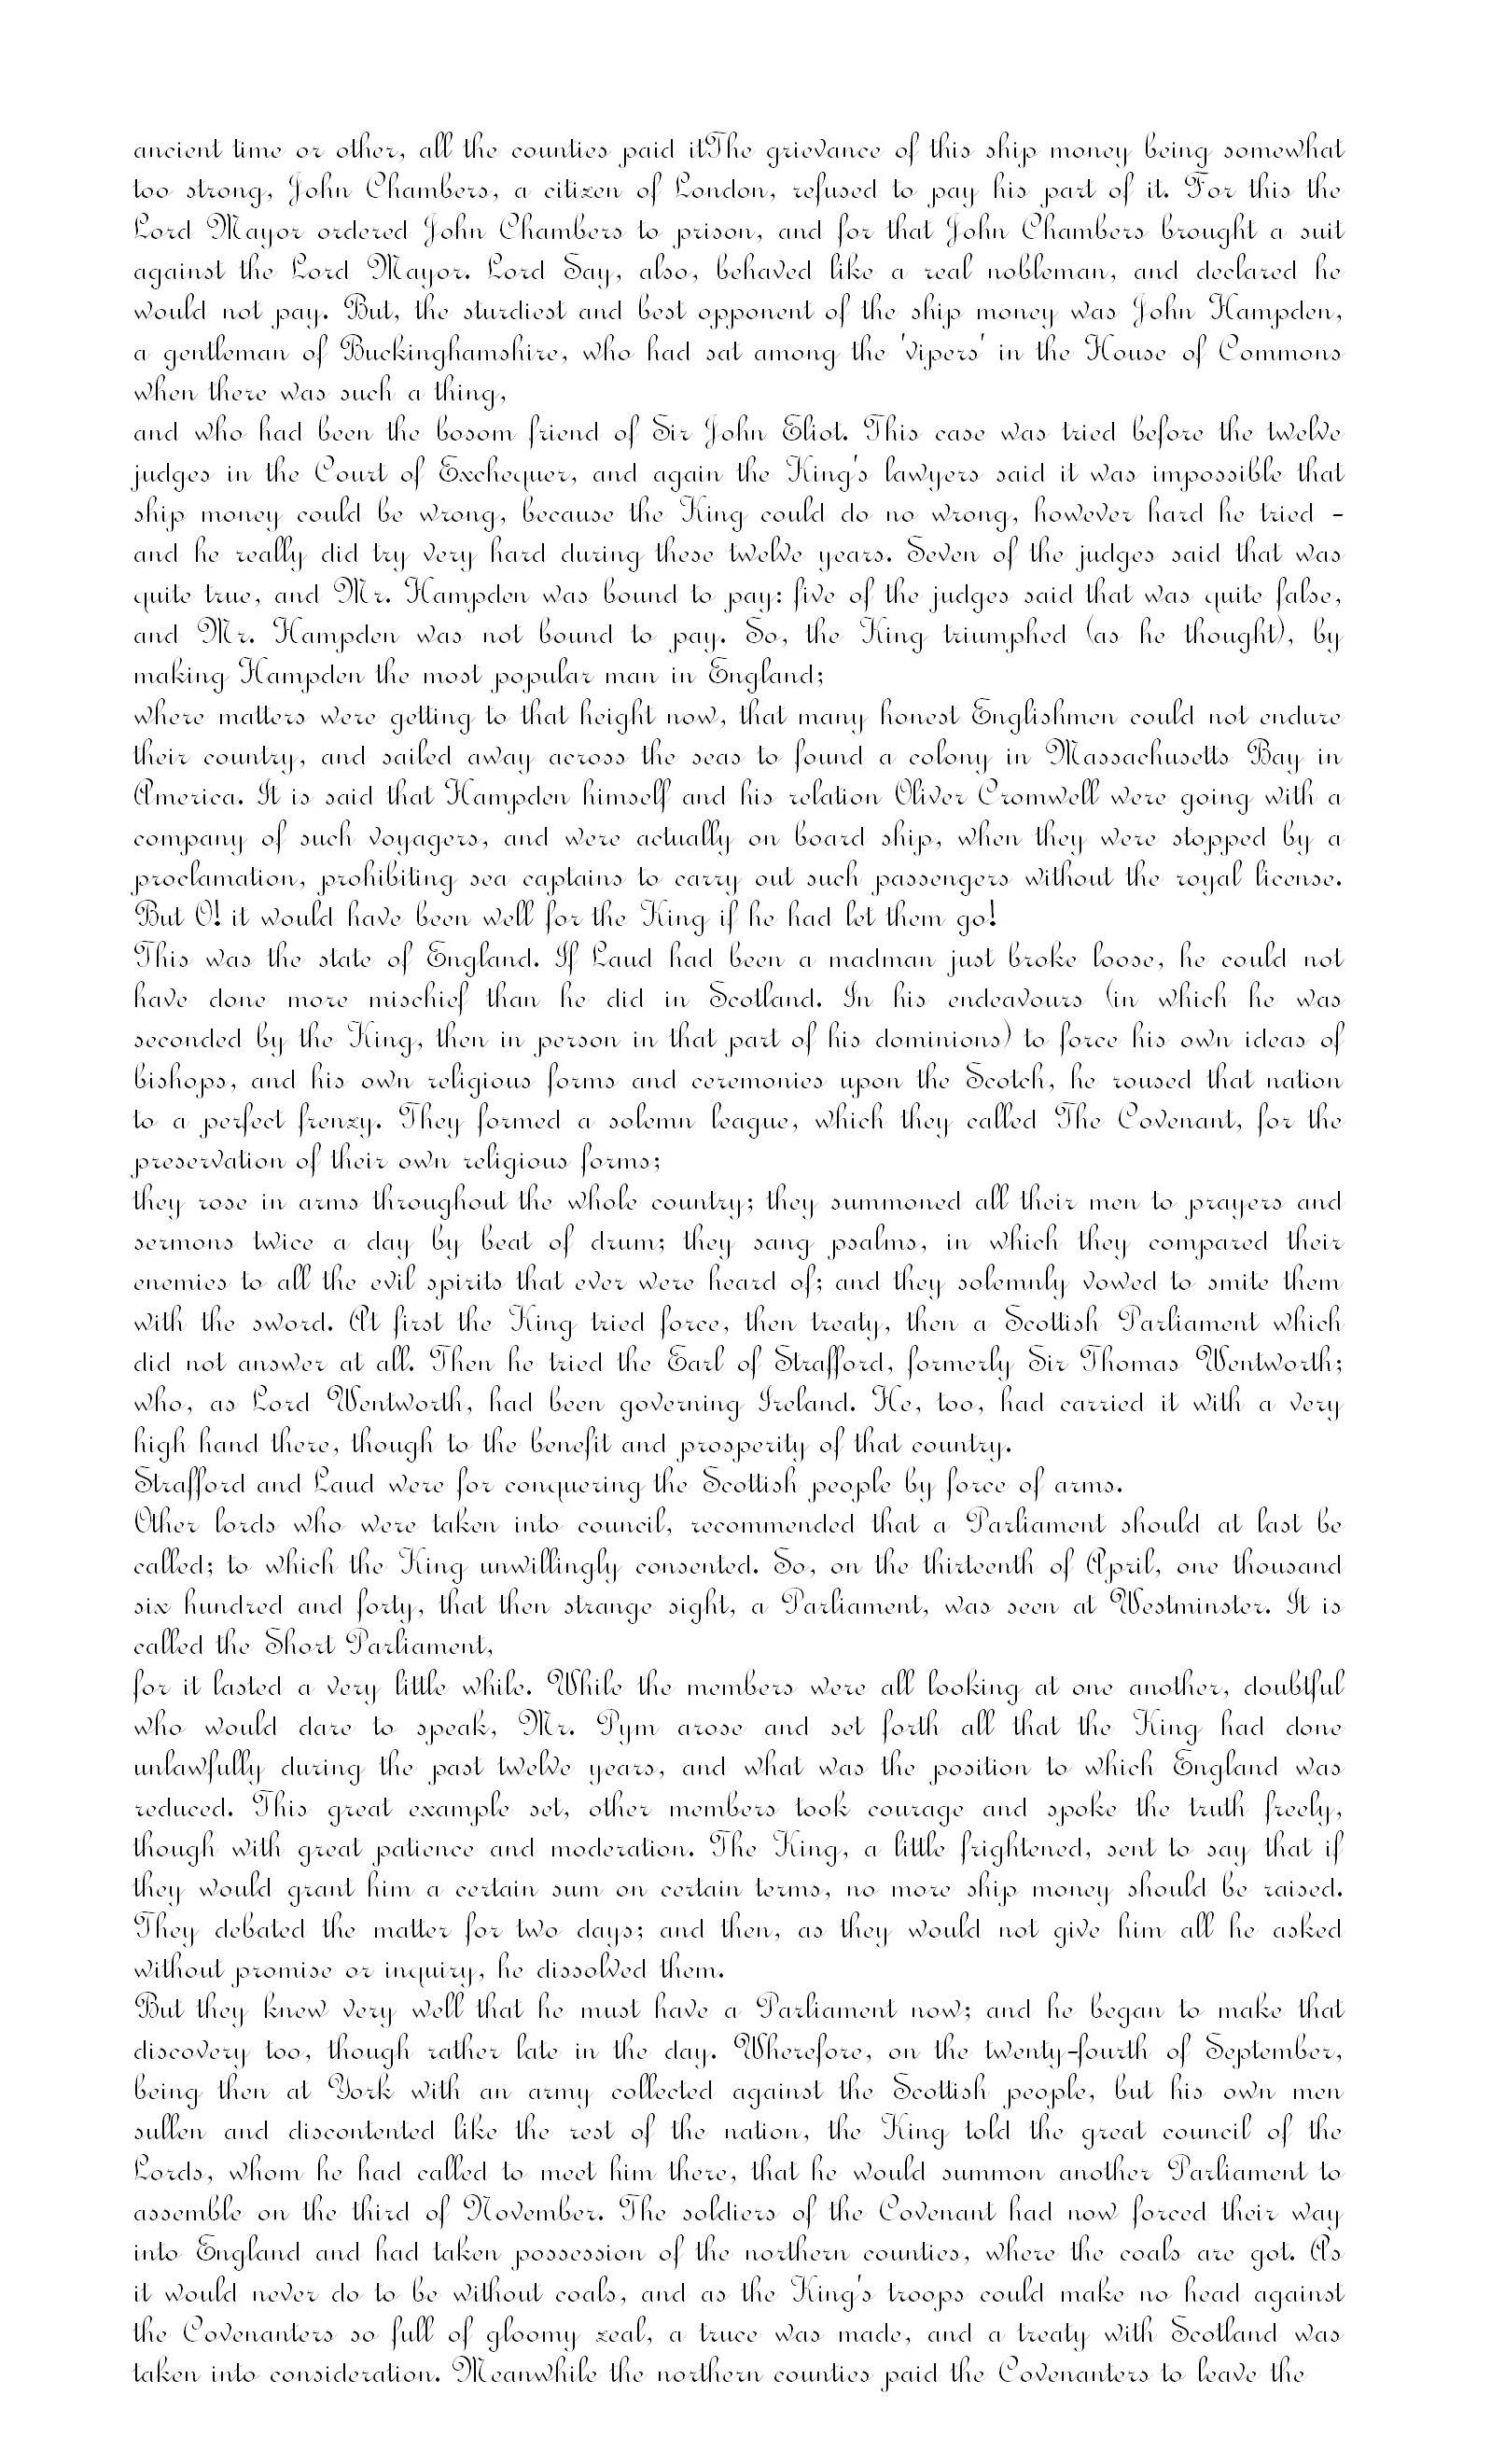 ancient time or other, all the counties paid itThe grievance of this ship money being somewhat
too strong, John Chambers, a citizen of London, refused to pay his part of it. For this the
Lord Mayor ordered John Chambers to prison, and for that John Chambers brought a suit
against the Lord Mayor. Lord Say, also, behaved like a real nobleman, and declared he
would not pay. But, the sturdiest and best opponent of the ship money was John Hampden,
a gentleman of Buckinghamshire, who had sat among the 'vipers' in the House of Commons
when there was such a thing,
and who had been the bosom friend of Sir John Eliot. This case was tried before the twelve
judges in the Court of Exchequer, and again the King's lawyers said it was impossible that
ship money could be wrong, because the King could do no wrong, however hard he tried -
and he really did try very hard during these twelve years. Seven of the judges said that was
quite true, and Mr. Hampden was bound to pay: five of the judges said that was quite false,
and Mr. Hampden was not bound to pay. So, the King triumphed (as he thought), by
making Hampden the most popular man in England;
where matters were getting to that height now, that many honest Englishmen could not endure
their country, and sailed away across the seas to found a colony in Massachusetts Bay in
America. It is said that Hampden himself and his relation Oliver Cromwell were going with a
company of such voyagers, and were actually on board ship, when they were stopped by a
proclamation, prohibiting sea captains to carry out such passengers without the royal license.
But O! it would have been well for the King if he had let them go!
This was the state of England. If Laud had been a madman just broke loose, he could not
have done more mischief than he did in Scotland. In his endeavours (in which he was
seconded by the King, then in person in that part of his dominions) to force his own ideas of
bishops, and his own religious forms and ceremonies upon the Scotch, he roused that nation
to a perfect frenzy. They formed a solemn league, which they called The Covenant, for the
preservation of their own religious forms;
they rose in arms throughout the whole country; they summoned all their men to prayers and
sermons twice a day by beat of drum; they sang psalms, in which they compared their
enemies to all the evil spirits that ever were heard of; and they solemnly vowed to smite them
with the sword. At first the King tried force, then treaty, then a Scottish Parliament which
did not answer at all. Then he tried the Earl of Strafford, formerly Sir Thomas Wentworth;
who, as Lord Wentworth, had been governing Ireland. He, too, had carried it with a very
high hand there, though to the benefit and prosperity of that country.
Strafford and Laud were for conquering the Scottish people by force of arms.
Other lords who were taken into council, recommended that a Parliament should at last be
called; to which the King unwillingly consented. So, on the thirteenth of April, one thousand
six hundred and forty, that then strange sight, a Parliament, was seen at Westminster. It is
called the Short Parliament,
for it lasted a very little while. While the members were all looking at one another, doubtful
who would dare to speak, Mr. Pym arose and set forth all that the King had done
unlawfully during the past twelve years, and what was the position to which England was
reduced. This great example set, other members took courage and spoke the truth freely,
though with great patience and moderation. The King, a little frightened, sent to say that if
they would grant him a certain sum on certain terms, no more ship money should be raised.
They debated the matter for two days; and then, as they would not give him all he asked
without promise or inquiry, he dissolved them.
But they knew very well that he must have a Parliament now; and he began to make that
discovery too, though rather late in the day. Wherefore, on the twenty-fourth of September,
being then at York with an army collected against the Scottish people, but his own men
sullen and discontented like the rest of the nation, the King told the great council of the
Lords, whom he had called to meet him there, that he would summon another Parliament to
assemble on the third of November. The soldiers of the Covenant had now forced their way
into England and had taken possession of the northern counties, where the coals are got. As
it would never do to be without coals, and as the King's troops could make no head against
the Covenanters so full of gloomy zeal, a truce was made, and a treaty with Scotland was
taken into consideration. Meanwhile the northern counties paid the Covenanters to leave the